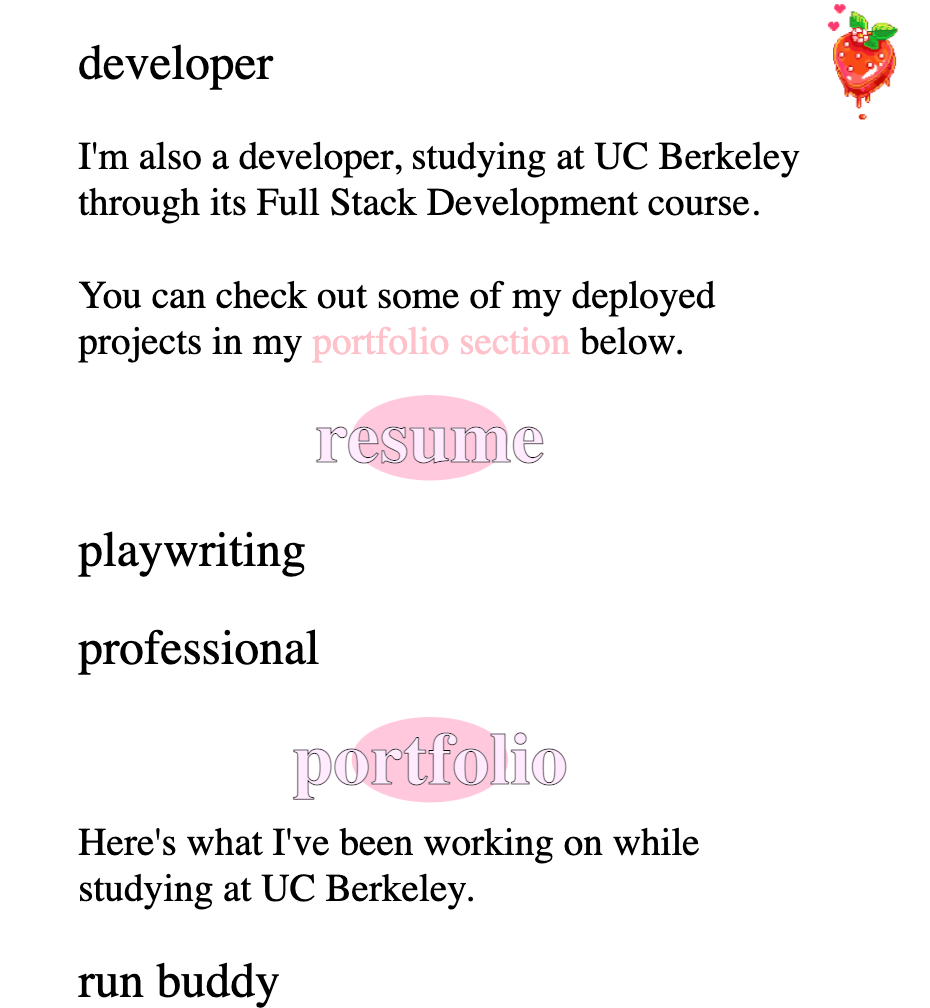 developer
I'm also a developer, studying at UC Berkeley
through its Full Stack Development course.
You can check out some of my deployed
projects in my portfolio section below.
resume
playwriting
professional
portfolio
Here's what I've been working on while
studying at UC Berkeley.
run buddy